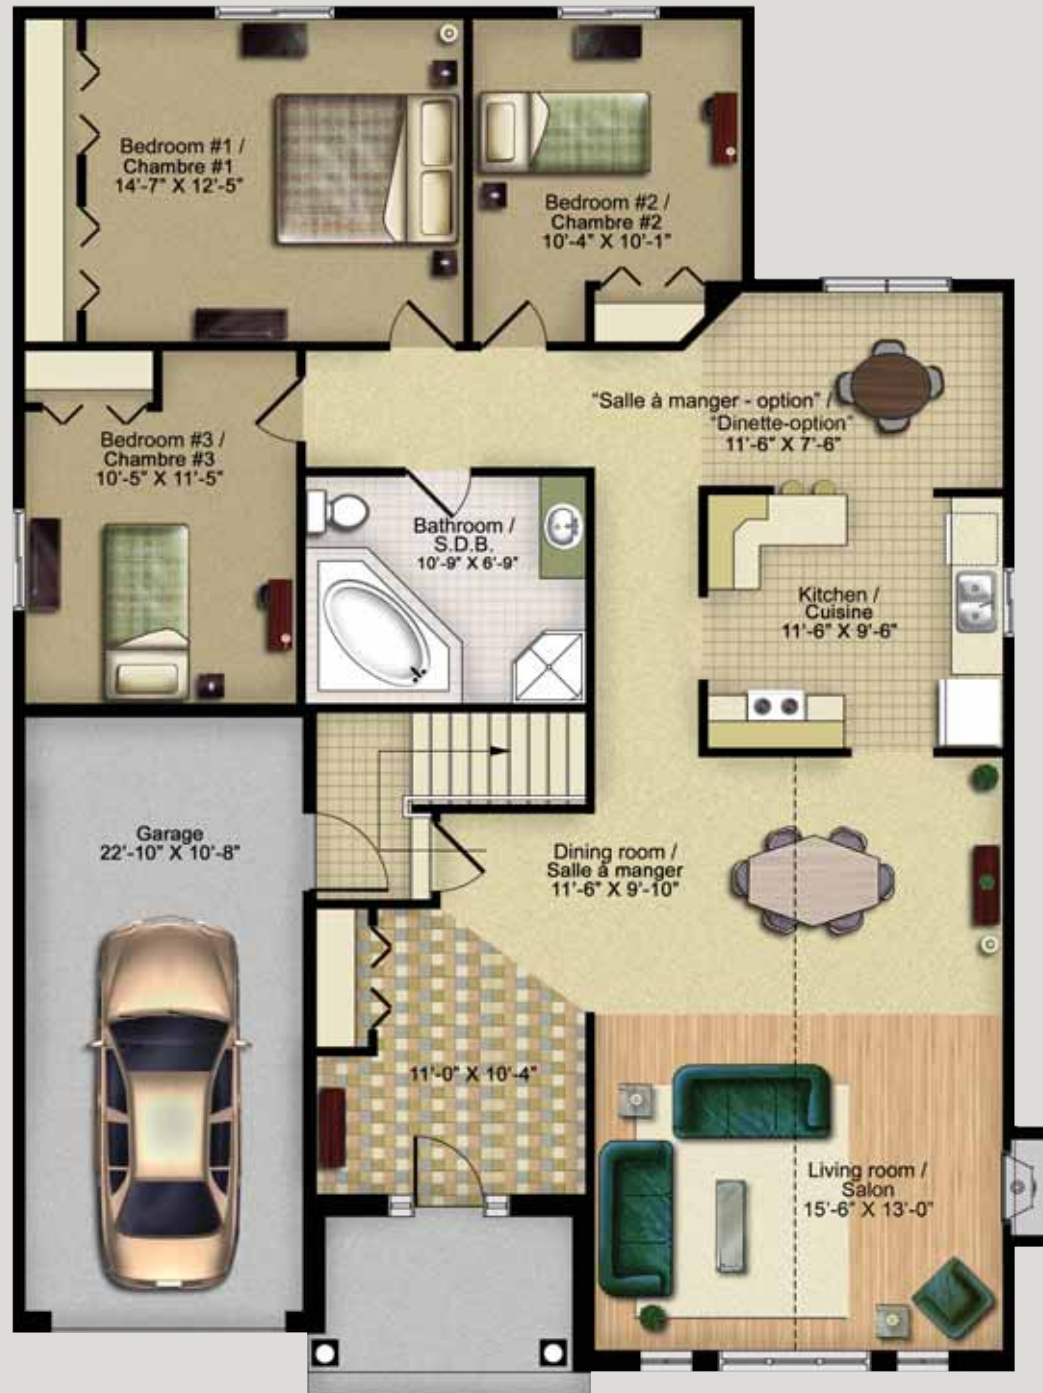 Bedroom #1 /
Chambre #1
14'-7" X 12'-5"
Bedroom #2 /
Chambre #2
10'-4" X 10'-1"
"Salle à manger - option" /
"Dinette-option"
11'-6" X 7'-6"
Bedroom #3 /
Chambre #3
10'-5" X 11'-5"
Bathroom /
S.D.B.
10'-9" X 6'-9"
Kitchen /
Cuisine
11'-6" X 9'-6"
Garage
22'-10" X 10'-8"
Dining room /
Salle à manger
11'-6" X 9'-10"
11'-0" X 10'-4"
Living room /
Salon
15'-6" X 13'-0"